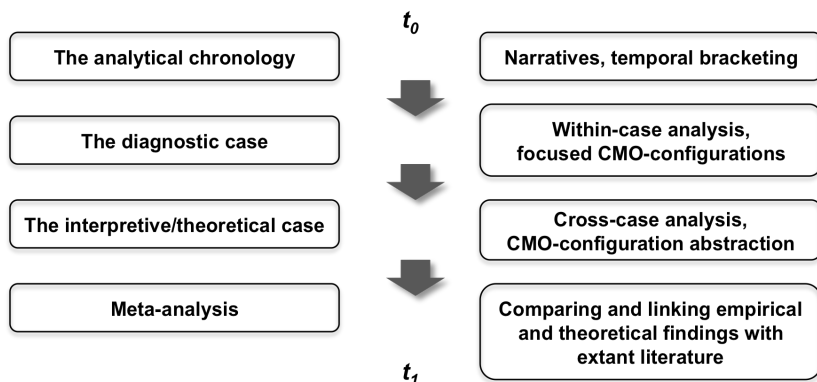 t0
The analytical chronology
Narratives, temporal bracketing
The diagnostic case
Within-case analysis,
focused CMO-configurations
The interpretive/theoretical case
Cross-case analysis,
CMO-configuration abstraction
Meta-analysis
Comparing and linking empirical
and theoretical findings with
extant literature
t1